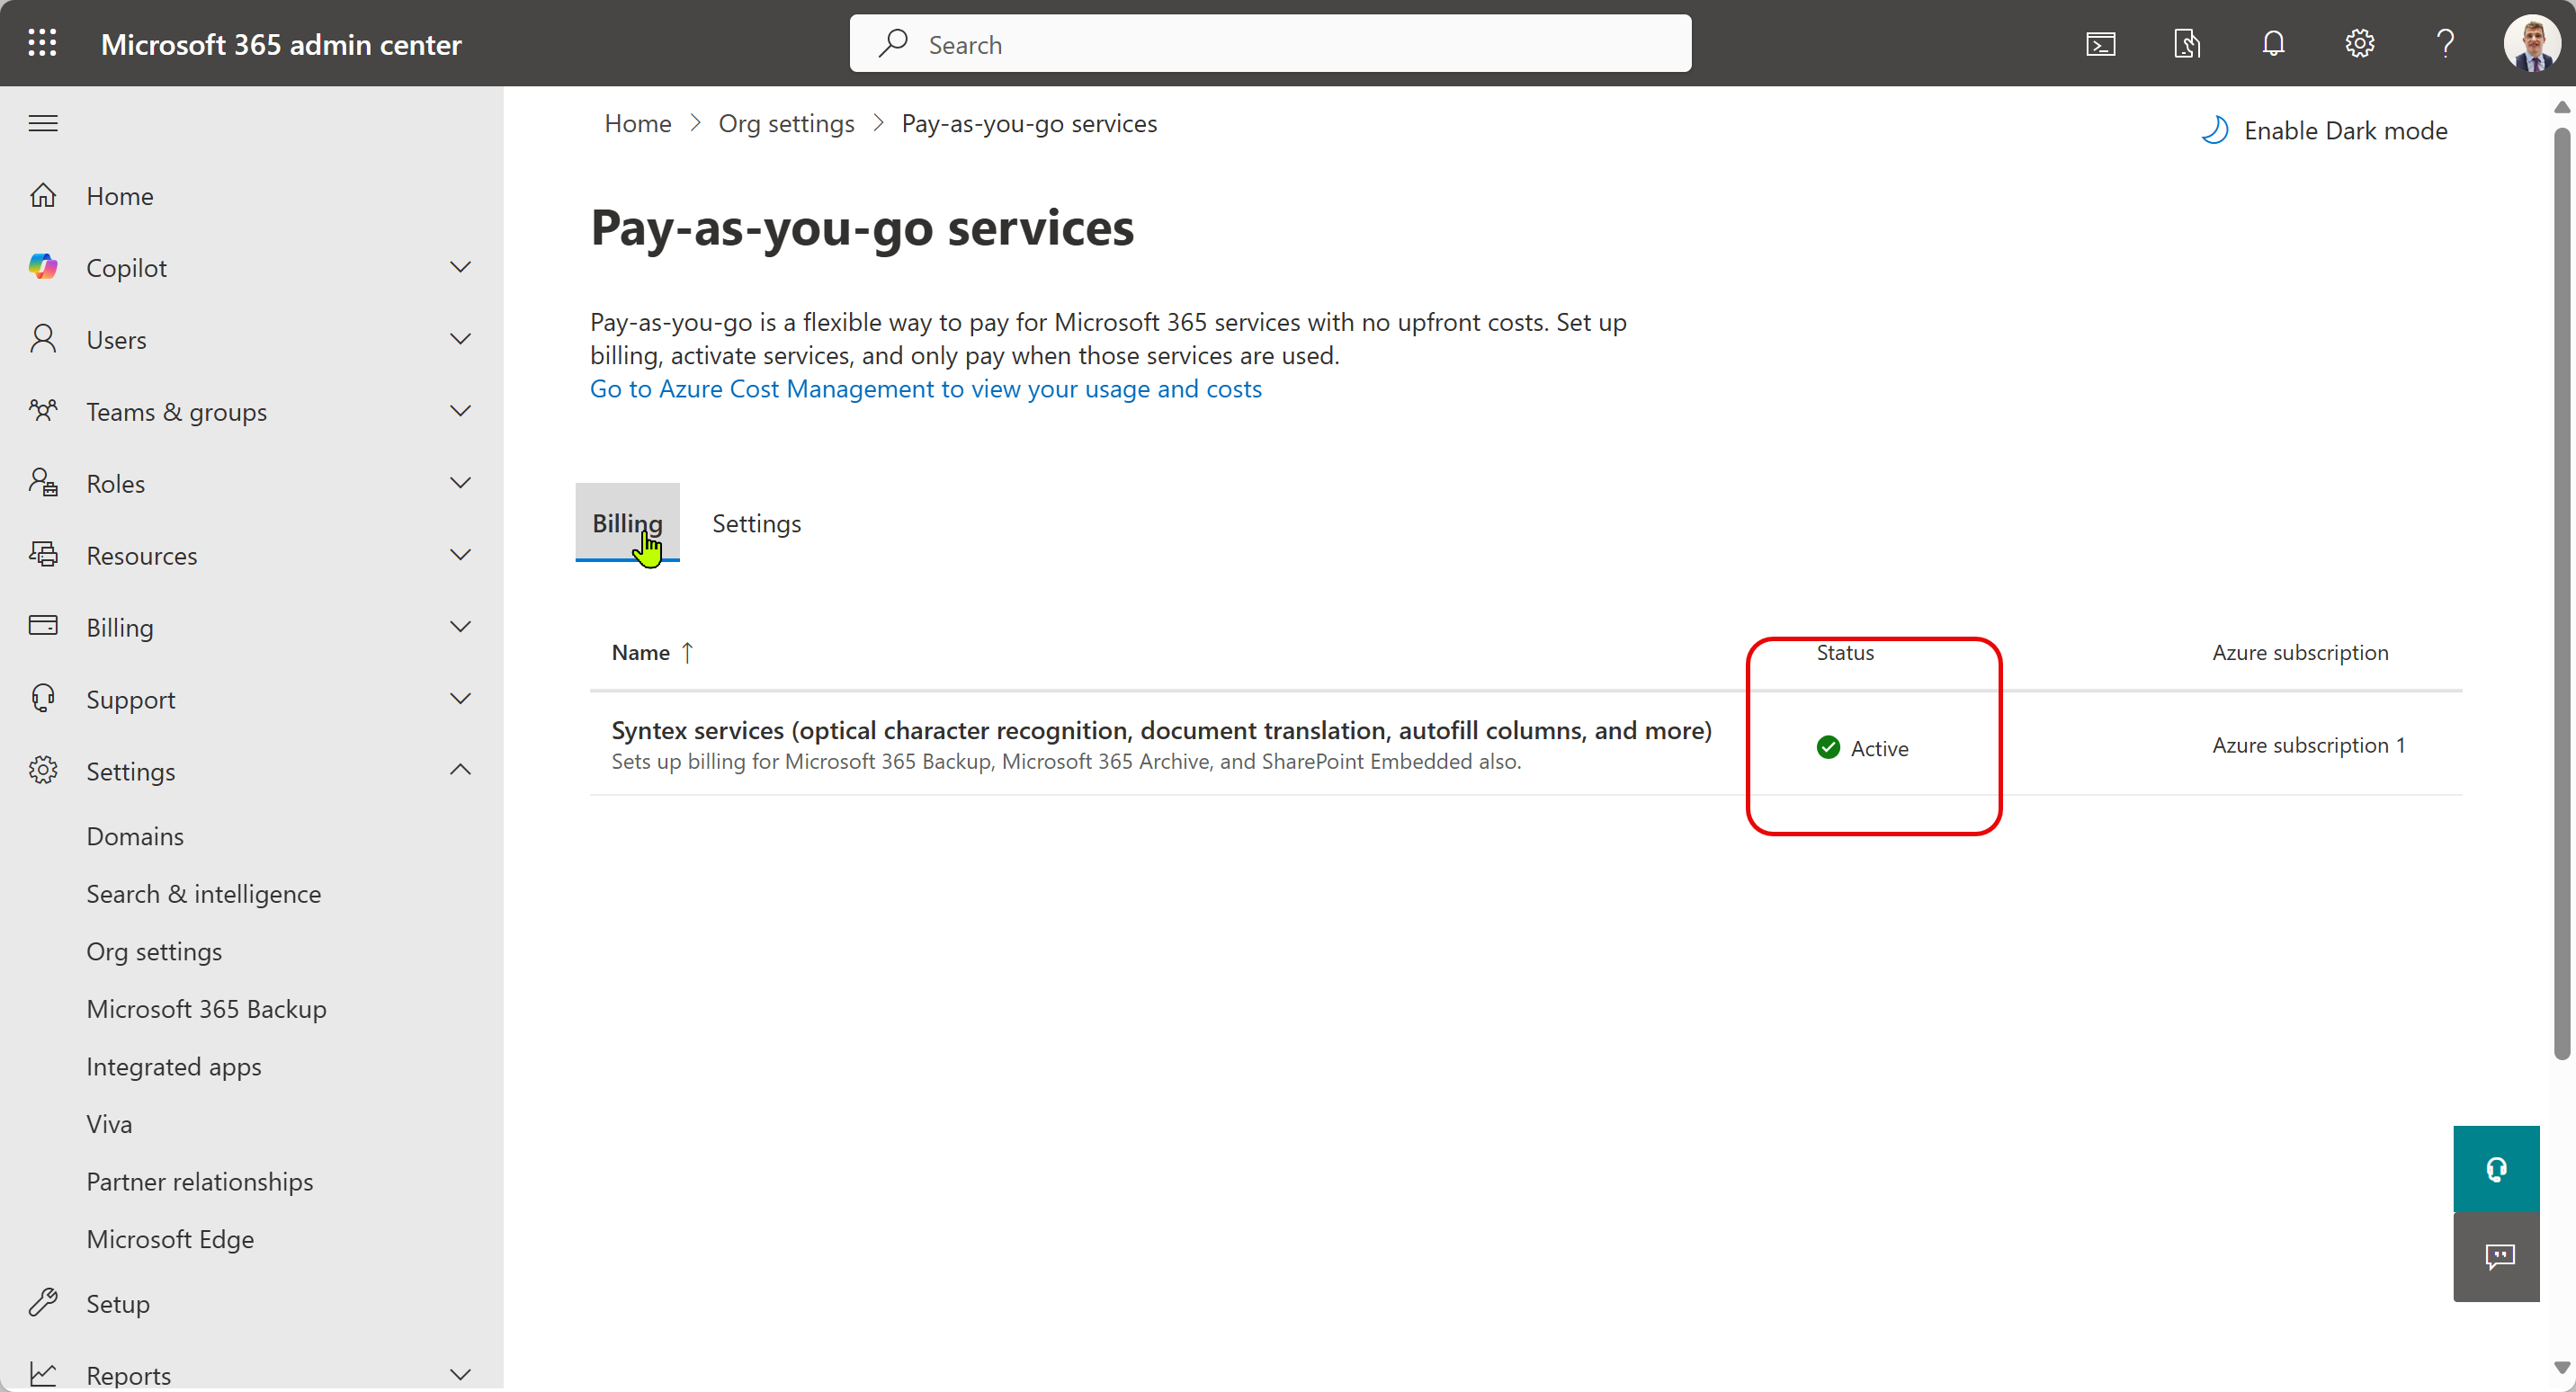 Microsoft 365 admin center
Search
Home
Copilot
Users
Teams & groups
Roles
Resources
Billing
Support
Settings
Domains
Search & intelligence
Org settings
Microsoft 365 Backup
Integrated apps
Viva
Partner relationships
Microsoft Edge
Setup
Reports
Home > Org settings > Pay-as-you-go services
Enable Dark mode
Pay-as-you-go services
Pay-as-you-go is a flexible way to pay for Microsoft 365 services with no upfront costs. Set up
billing, activate services, and only pay when those services are used.
Go to Azure Cost Management to view your usage and costs
Billing Settings
Name ↑ Status Azure subscription
Syntex services (optical character recognition, document translation, autofill columns, and more)
Sets up billing for Microsoft 365 Backup, Microsoft 365 Archive, and SharePoint Embedded also.
Active
Azure subscription 1